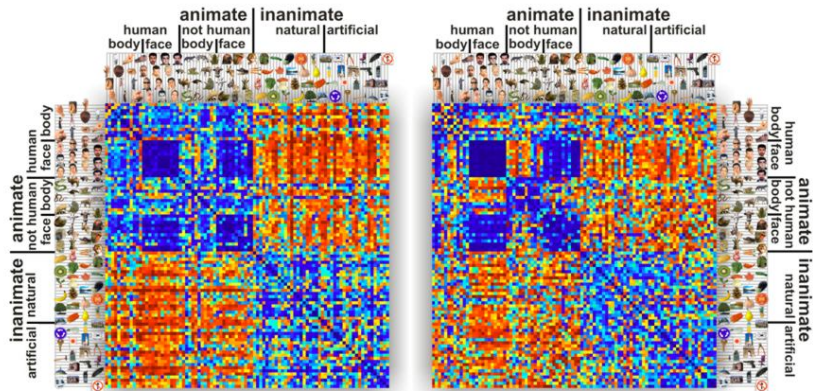 animate inanimate
human not human natural artificial
body face body face
animate inanimate
human not human natural artificial
body face body face
animate
inanimate
human
not human
natural
artificial
body
face
body
face
human
not human
natural
artificial
body
face
body
face
animate
inanimate